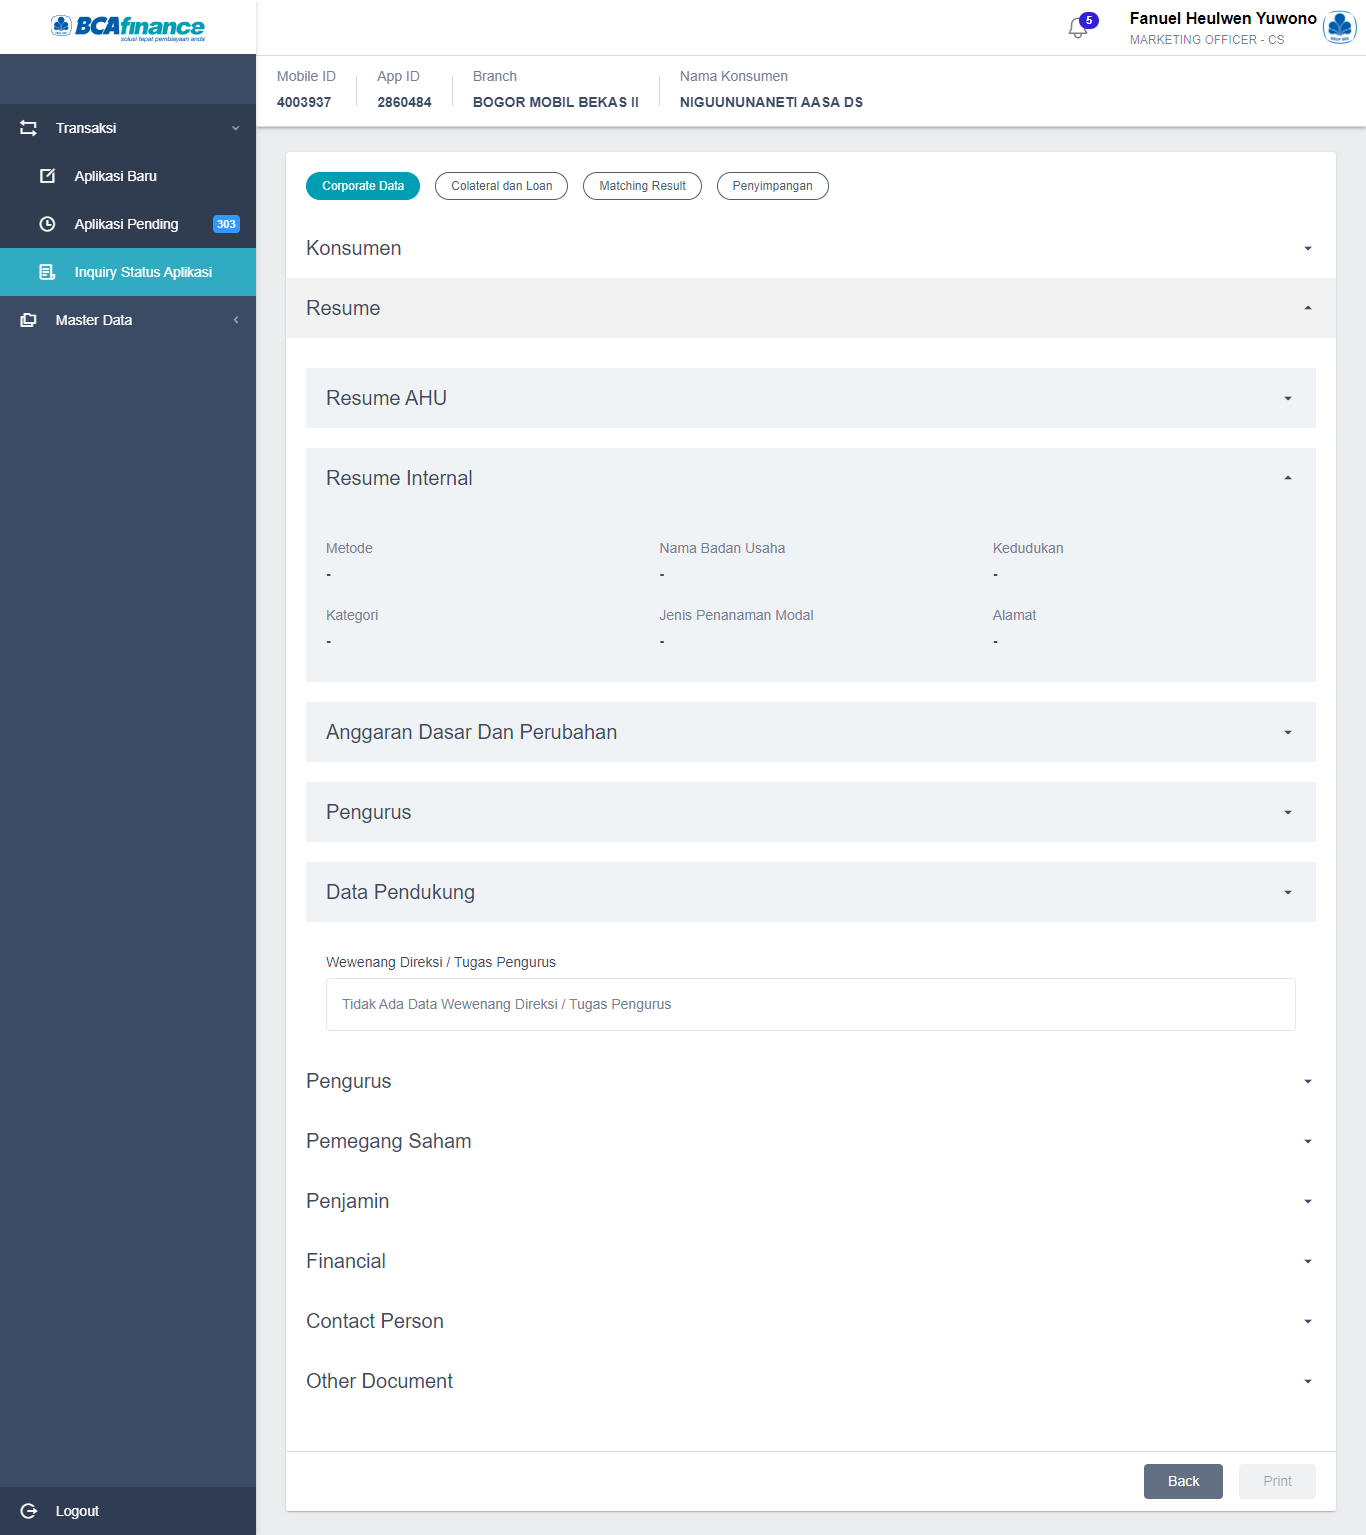 BCAfinance
solusi tepat pembiayaan anda
5
Fanuel Heulwen Yuwono
MARKETING OFFICER - CS
Mobile ID
4003937
App ID
2860484
Branch
BOGOR MOBIL BEKAS II
Nama Konsumen
NIGUUNUNANETI AASA DS
Transaksi
Aplikasi Baru
Aplikasi Pending 303
Inquiry Status Aplikasi
Master Data
Logout
Corporate Data
Colateral dan Loan
Matching Result
Penyimpangan
Konsumen
Resume
Resume AHU
Resume Internal
Metode
-
Nama Badan Usaha
-
Kedudukan
-
Kategori
-
Jenis Penanaman Modal
-
Alamat
-
Anggaran Dasar Dan Perubahan
Pengurus
Data Pendukung
Wewenang Direksi / Tugas Pengurus
Tidak Ada Data Wewenang Direksi / Tugas Pengurus
Pengurus
Pemegang Saham
Penjamin
Financial
Contact Person
Other Document
Back
Print